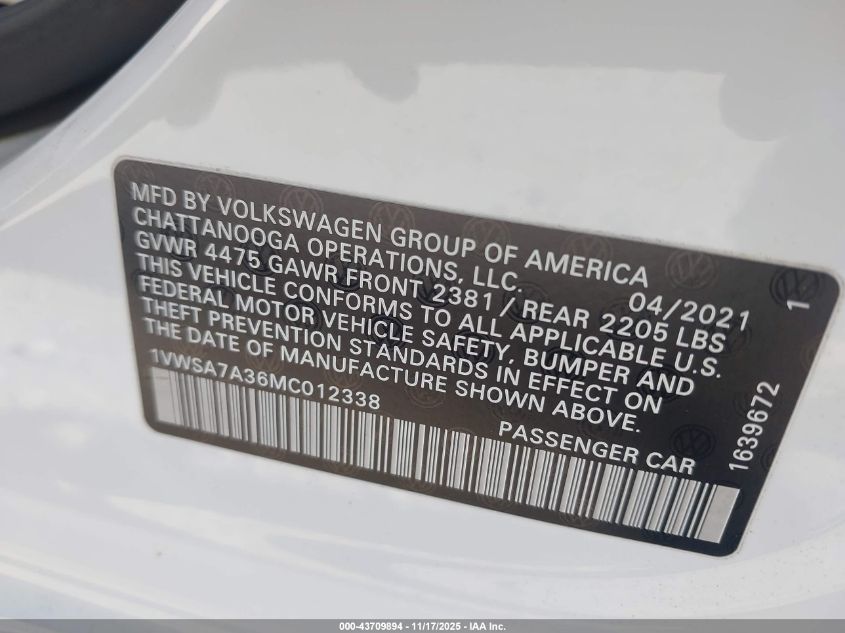 MFD BY VOLKSWAGEN GROUP OF AMERICA
CHATTANOOGA OPERATIONS, LLC. 04/2021 1
GVWR 4475 GAWR FRONT 2381 / REAR 2205 LBS
THIS VEHICLE CONFORMS TO ALL APPLICABLE U.S.
FEDERAL MOTOR VEHICLE SAFETY. BUMPER AND
THEFT PREVENTION STANDARDS IN EFFECT ON
THE DATE OF MANUFACTURE SHOWN ABOVE.
1VWSA7A36MC012338
PASSENGER CAR
1639672
000-43709894 - 11/17/2025 - IAA Inc.